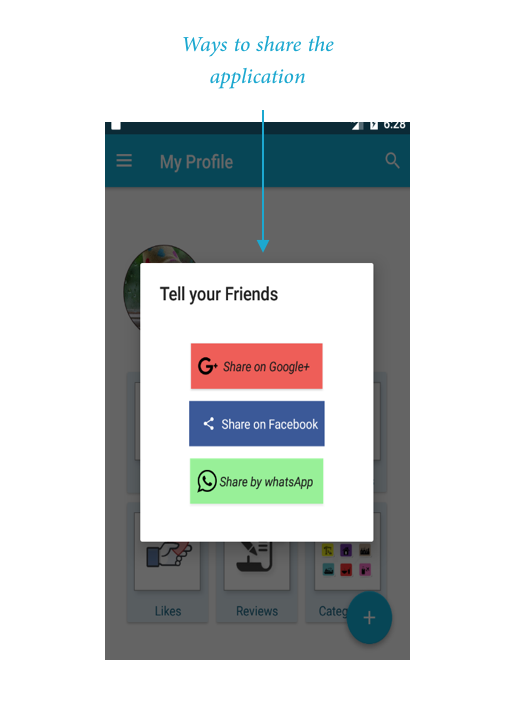 Ways to share the
application
6:28
My Profile
Tell your Friends
G+ Share on Google+
Share on Facebook
Share by whatsApp
Likes
Reviews
Categ
+